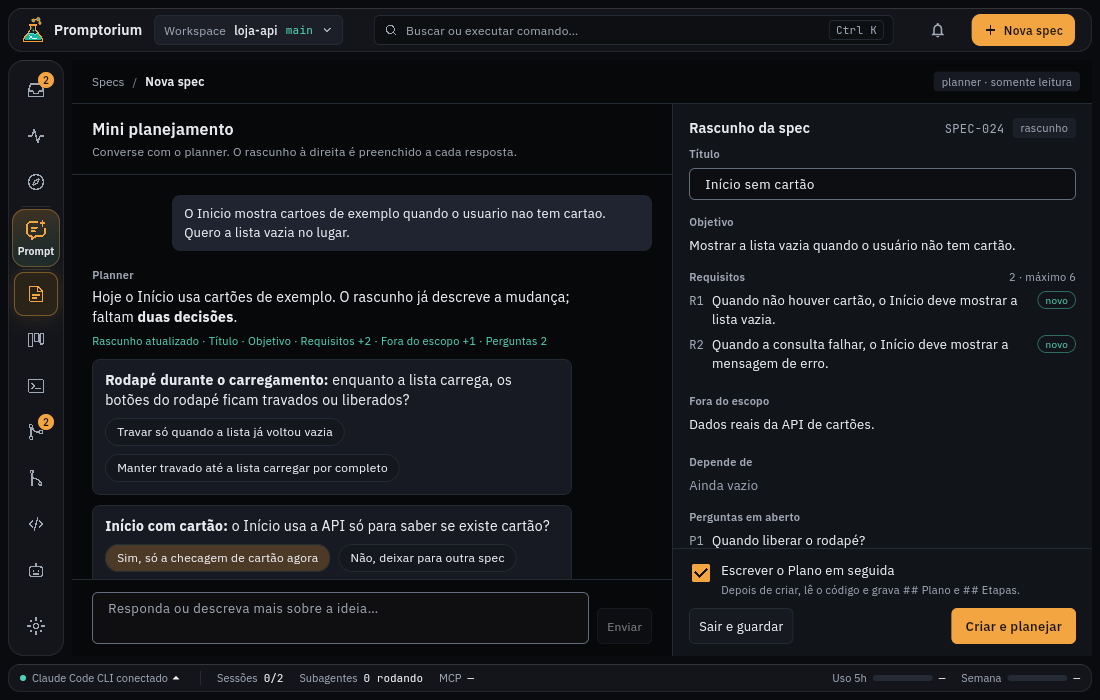 Promptorium
Workspace loja-api main
Buscar ou executar comando…
Ctrl K
+ Nova spec
2
Prompt
2
Specs / Nova spec
planner · somente leitura
Mini planejamento
Converse com o planner. O rascunho à direita é preenchido a cada resposta.
O Inicio mostra cartoes de exemplo quando o usuario nao tem cartao.
Quero a lista vazia no lugar.
Planner
Hoje o Início usa cartões de exemplo. O rascunho já descreve a mudança;
faltam duas decisões.
Rascunho atualizado · Título · Objetivo · Requisitos +2 · Fora do escopo +1 · Perguntas 2
Rodapé durante o carregamento: enquanto a lista carrega, os
botões do rodapé ficam travados ou liberados?
Travar só quando a lista já voltou vazia
Manter travado até a lista carregar por completo
Início com cartão: o Início usa a API só para saber se existe cartão?
Sim, só a checagem de cartão agora
Não, deixar para outra spec
Responda ou descreva mais sobre a ideia…
Enviar
Rascunho da spec
SPEC-024
rascunho
Título
Início sem cartão
Objetivo
Mostrar a lista vazia quando o usuário não tem cartão.
Requisitos
2 · máximo 6
R1 Quando não houver cartão, o Início deve mostrar a
lista vazia.
novo
R2 Quando a consulta falhar, o Início deve mostrar a
mensagem de erro.
novo
Fora do escopo
Dados reais da API de cartões.
Depende de
Ainda vazio
Perguntas em aberto
P1 Quando liberar o rodapé?
Escrever o Plano em seguida
Depois de criar, lê o código e grava ## Plano e ## Etapas.
Sair e guardar
Criar e planejar
Claude Code CLI conectado
Sessões 0/2
Subagentes 0 rodando
MCP —
Uso 5h —
Semana —